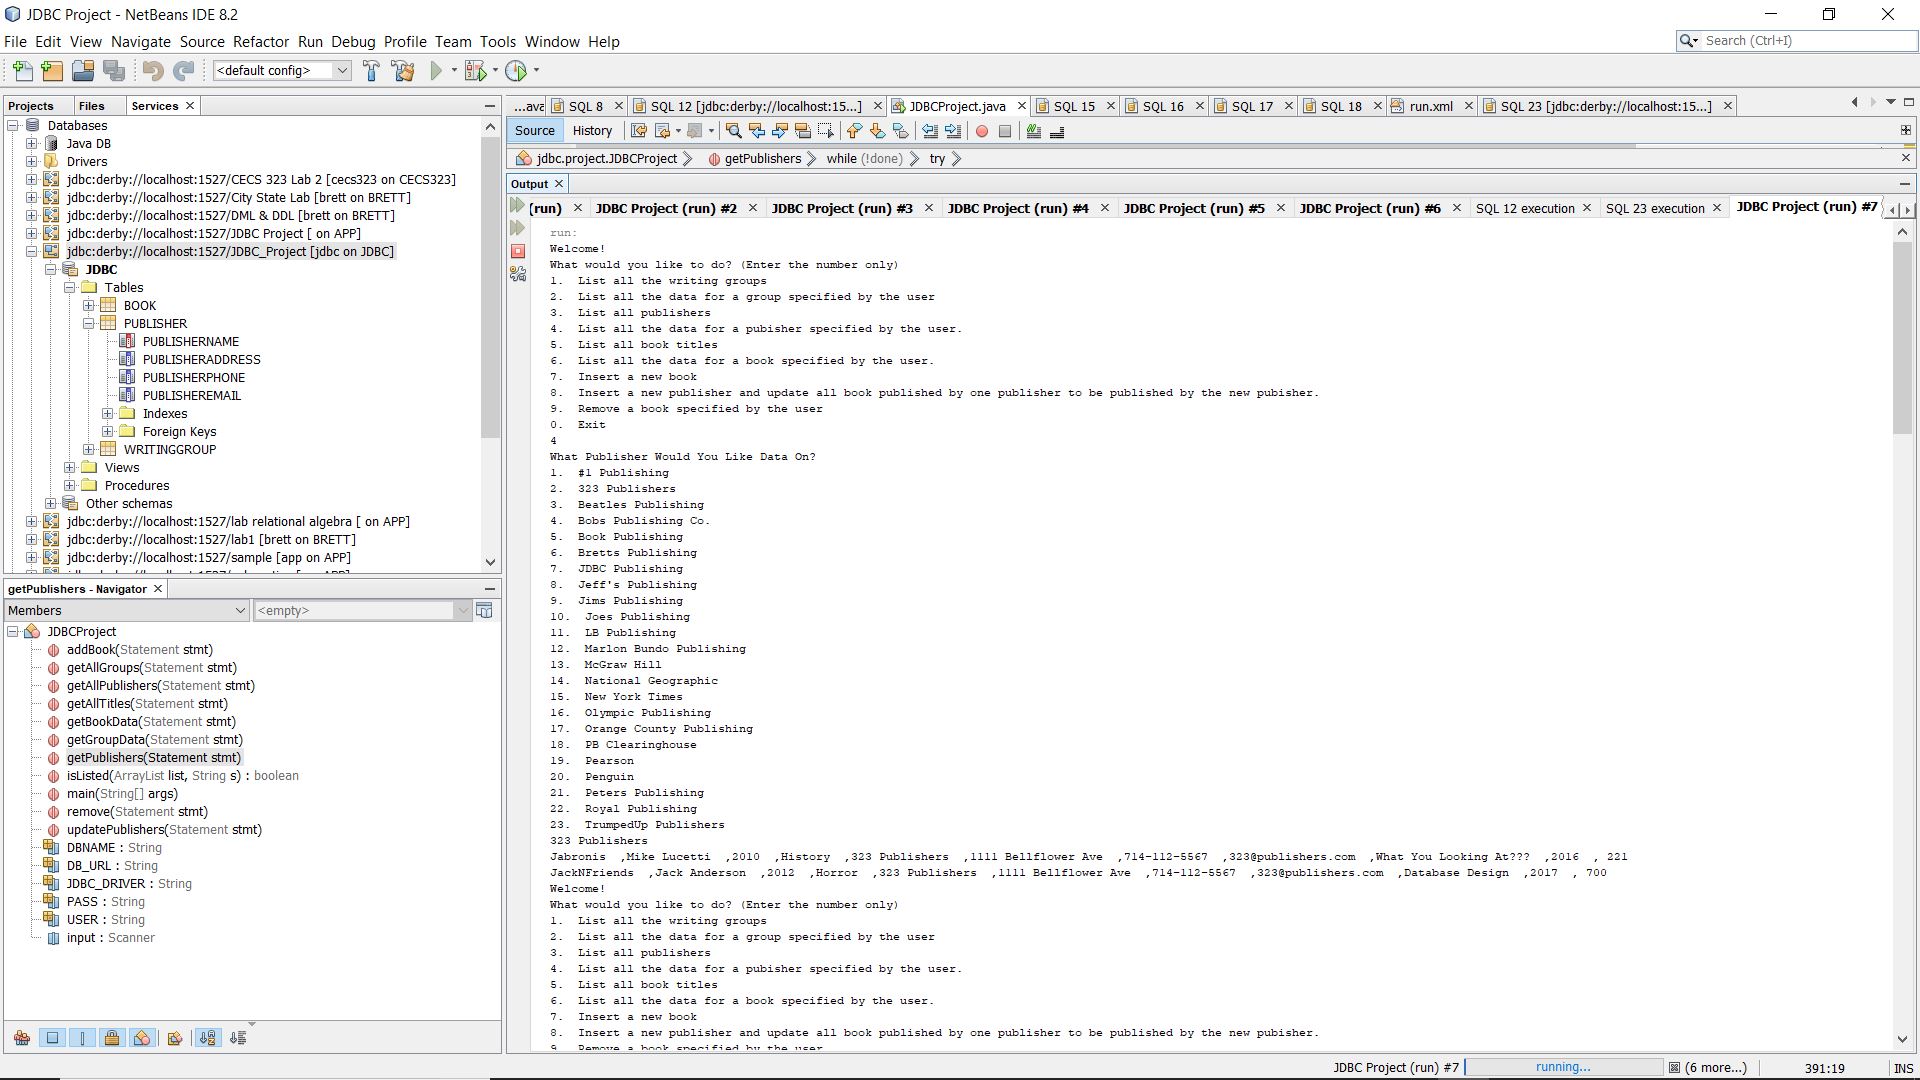 JDBC Project - NetBeans IDE 8.2
File Edit View Navigate Source Refactor Run Debug Profile Team Tools Window Help
Search (Ctrl+I)
<default config>
Projects Files Services
Databases
Java DB
Drivers
jdbc:derby://localhost:1527/CECS 323 Lab 2 [cecs323 on CECS323]
jdbc:derby://localhost:1527/City State Lab [brett on BRETT]
jdbc:derby://localhost:1527/DML & DDL [brett on BRETT]
jdbc:derby://localhost:1527/JDBC Project [ on APP]
jdbc:derby://localhost:1527/JDBC_Project [jdbc on JDBC]
JDBC
Tables
BOOK
PUBLISHER
PUBLISHERNAME
PUBLISHERADDRESS
PUBLISHERPHONE
PUBLISHEREMAIL
Indexes
Foreign Keys
WRITINGGROUP
Views
Procedures
Other schemas
jdbc:derby://localhost:1527/lab relational algebra [ on APP]
jdbc:derby://localhost:1527/lab1 [brett on BRETT]
jdbc:derby://localhost:1527/sample [app on APP]
getPublishers - Navigator
Members <empty>
JDBCProject
addBook(Statement stmt)
getAllGroups(Statement stmt)
getAllPublishers(Statement stmt)
getAllTitles(Statement stmt)
getBookData(Statement stmt)
getGroupData(Statement stmt)
getPublishers(Statement stmt)
isListed(ArrayList list, String s) : boolean
main(String[] args)
remove(Statement stmt)
updatePublishers(Statement stmt)
DBNAME : String
DB_URL : String
JDBC_DRIVER : String
PASS : String
USER : String
input : Scanner
...ava SQL 8 SQL 12 [jdbc:derby://localhost:15...] JDBCProject.java SQL 15 SQL 16 SQL 17 SQL 18 run.xml SQL 23 [jdbc:derby://localhost:15...]
Source History
jdbc.project.JDBCProject getPublishers while (!done) try
Output
(run) JDBC Project (run) #2 JDBC Project (run) #3 JDBC Project (run) #4 JDBC Project (run) #5 JDBC Project (run) #6 SQL 12 execution SQL 23 execution JDBC Project (run) #7
run:
Welcome!
What would you like to do? (Enter the number only)
1. List all the writing groups
2. List all the data for a group specified by the user
3. List all publishers
4. List all the data for a pubisher specified by the user.
5. List all book titles
6. List all the data for a book specified by the user.
7. Insert a new book
8. Insert a new publisher and update all book published by one publisher to be published by the new pubisher.
9. Remove a book specified by the user
0. Exit
4
What Publisher Would You Like Data On?
1. #1 Publishing
2. 323 Publishers
3. Beatles Publishing
4. Bobs Publishing Co.
5. Book Publishing
6. Bretts Publishing
7. JDBC Publishing
8. Jeff's Publishing
9. Jims Publishing
10. Joes Publishing
11. LB Publishing
12. Marlon Bundo Publishing
13. McGraw Hill
14. National Geographic
15. New York Times
16. Olympic Publishing
17. Orange County Publishing
18. PB Clearinghouse
19. Pearson
20. Penguin
21. Peters Publishing
22. Royal Publishing
23. TrumpedUp Publishers
323 Publishers
Jabronis ,Mike Lucetti ,2010 ,History ,323 Publishers ,1111 Bellflower Ave ,714-112-5567 ,323@publishers.com ,What You Looking At??? ,2016 , 221
JackNFriends ,Jack Anderson ,2012 ,Horror ,323 Publishers ,1111 Bellflower Ave ,714-112-5567 ,323@publishers.com ,Database Design ,2017 , 700
Welcome!
What would you like to do? (Enter the number only)
1. List all the writing groups
2. List all the data for a group specified by the user
3. List all publishers
4. List all the data for a pubisher specified by the user.
5. List all book titles
6. List all the data for a book specified by the user.
7. Insert a new book
8. Insert a new publisher and update all book published by one publisher to be published by the new pubisher.
9. Remove a book specified by the user
JDBC Project (run) #7 running... (6 more...) 391:19 INS